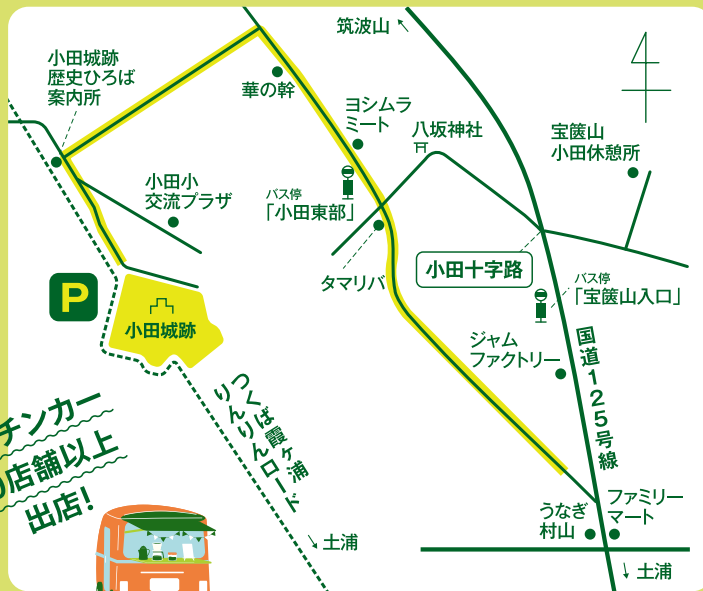 筑波山
小田城跡
歴史ひろば
案内所
華の幹
ヨシムラ
ミート
八坂神社
宝篋山
小田休憩所
小田小
交流プラザ
バス停
「小田東部」
タマリバ
小田十字路
バス停
「宝篋山入口」
P
小田城跡
ジャム
ファクトリー
国道125号線
つくば霞ヶ浦
りんりんロード
チンカー
店舗以上
出店!
うなぎ
村山
ファミリー
マート
土浦
土浦